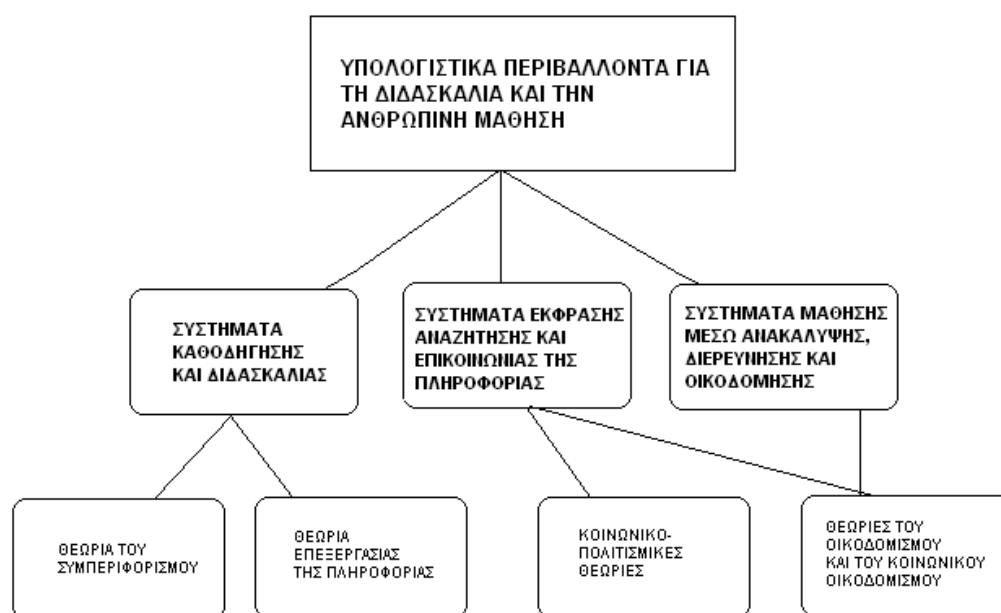 ΥΠΟΛΟΓΙΣΤΙΚΑ ΠΕΡΙΒΑΛΛΟΝΤΑ ΓΙΑ
ΤΗ ΔΙΔΑΣΚΑΛΙΑ ΚΑΙ ΤΗΝ
ΑΝΘΡΩΠΙΝΗ ΜΑΘΗΣΗ
ΣΥΣΤΗΜΑΤΑ
ΚΑΘΟΔΗΓΗΣΗΣ
ΚΑΙ ΔΙΔΑΣΚΑΛΙΑΣ
ΣΥΣΤΗΜΑΤΑ ΕΚΦΡΑΣΗΣ
ΑΝΑΖΗΤΗΣΗΣ ΚΑΙ
ΕΠΙΚΟΙΝΩΝΙΑΣ ΤΗΣ
ΠΛΗΡΟΦΟΡΙΑΣ
ΣΥΣΤΗΜΑΤΑ ΜΑΘΗΣΗΣ
ΜΕΣΩ ΑΝΑΚΑΛΥΨΗΣ,
ΔΙΕΡΕΥΝΗΣΗΣ ΚΑΙ
ΟΙΚΟΔΟΜΗΣΗΣ
ΘΕΩΡΙΑ ΤΟΥ
ΣΥΜΠΕΡΙΦΟΡΙΣΜΟΥ
ΘΕΩΡΙΑ
ΕΠΕΞΕΡΓΑΣΙΑΣ
ΤΗΣ ΠΛΗΡΟΦΟΡΙΑΣ
ΚΟΙΝΩΝΙΚΟ-
ΠΟΛΙΤΙΣΜΙΚΕΣ
ΘΕΩΡΙΕΣ
ΘΕΩΡΙΕΣ ΤΟΥ
ΟΙΚΟΔΟΜΙΣΜΟΥ
ΚΑΙ ΤΟΥ ΚΟΙΝΩΝΙΚΟΥ
ΟΙΚΟΔΟΜΙΣΜΟΥ